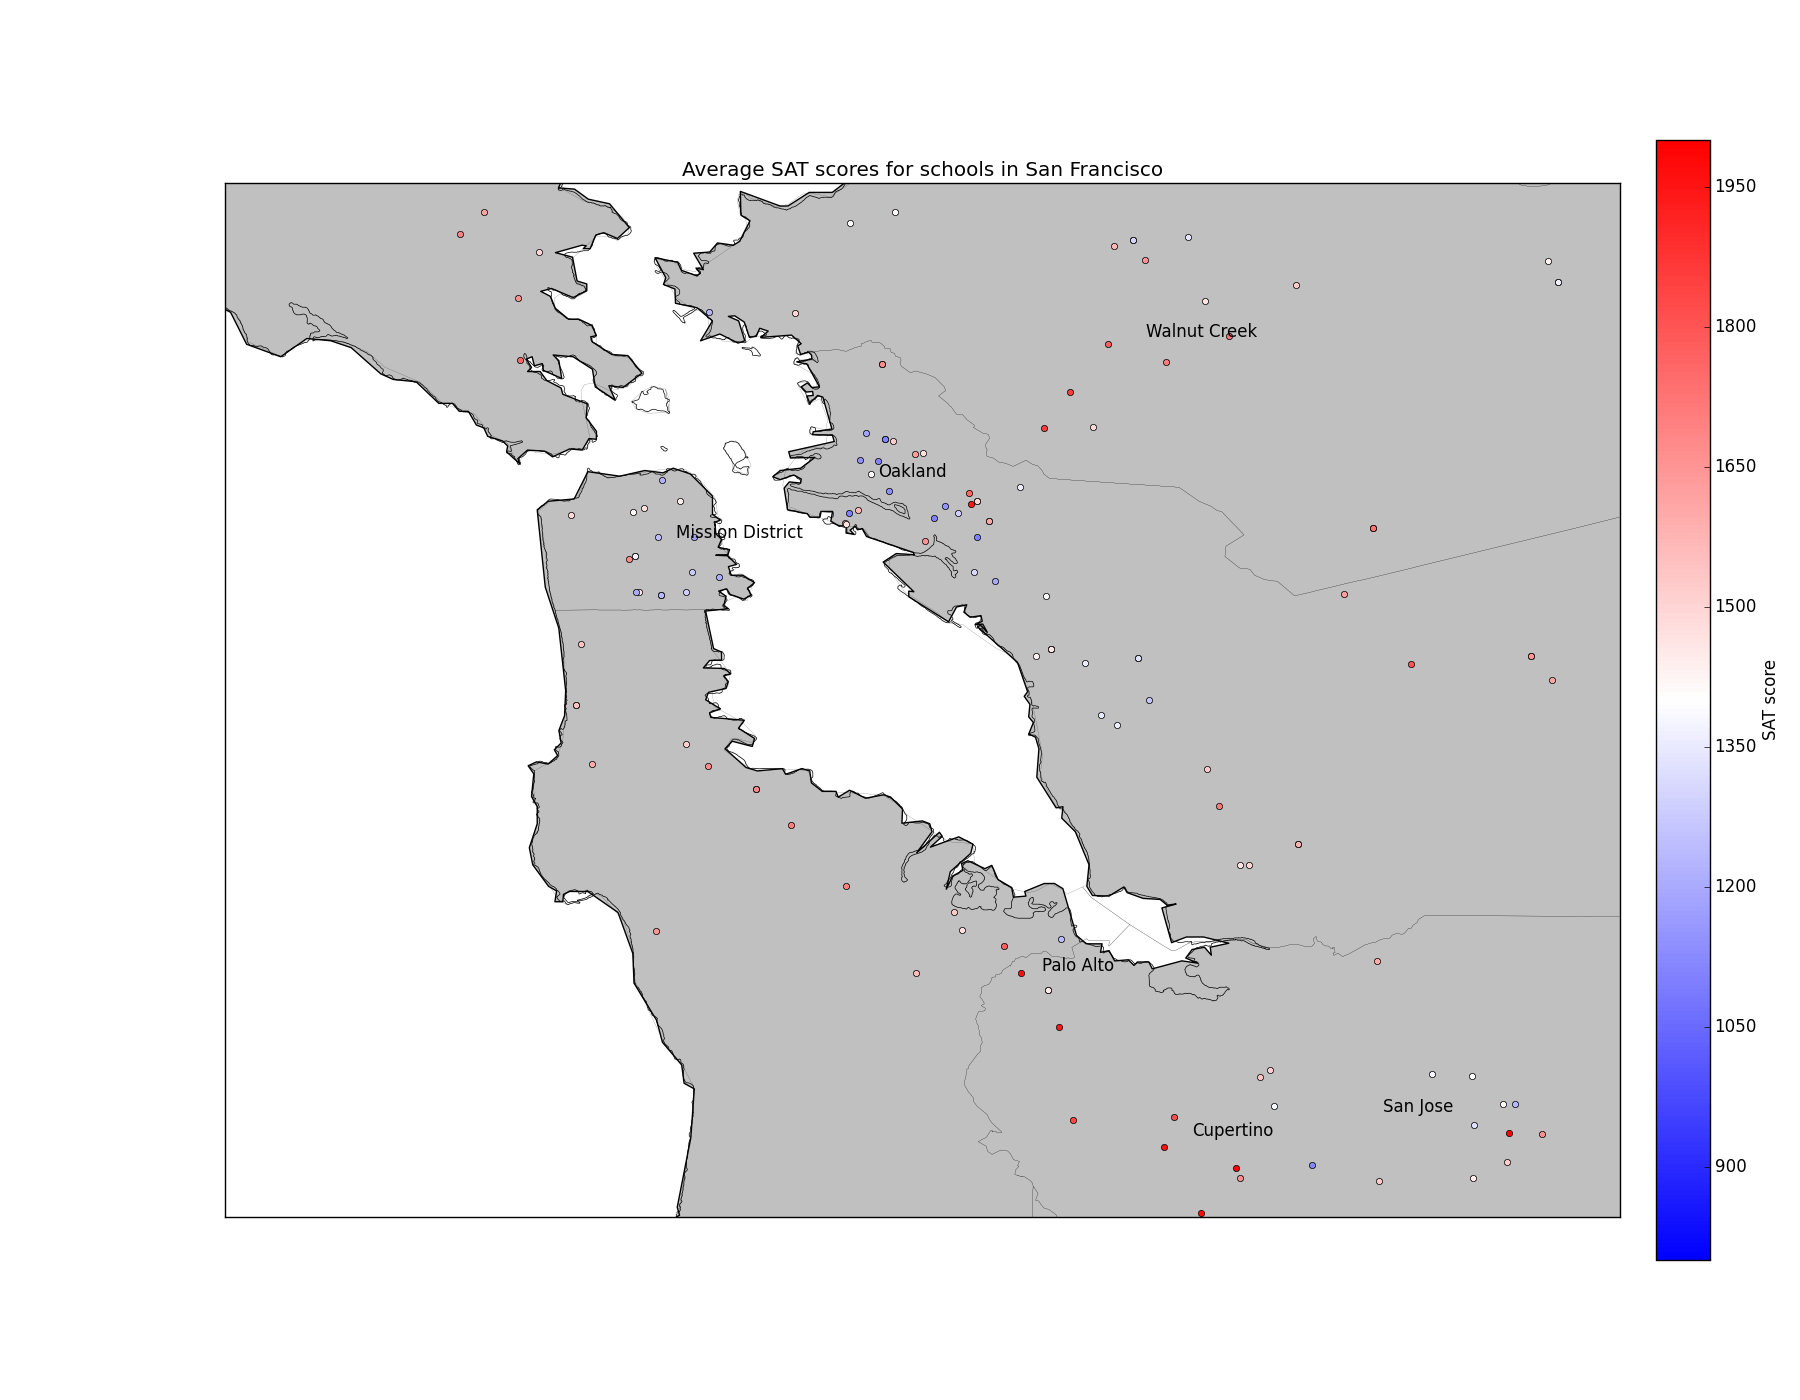 Average SAT scores for schools in San Francisco
1950
Walnut Creek
1800
Oakland
1650
Mission District
1500
SAT score
1350
1200
Palo Alto
1050
San Jose
Cupertino
900